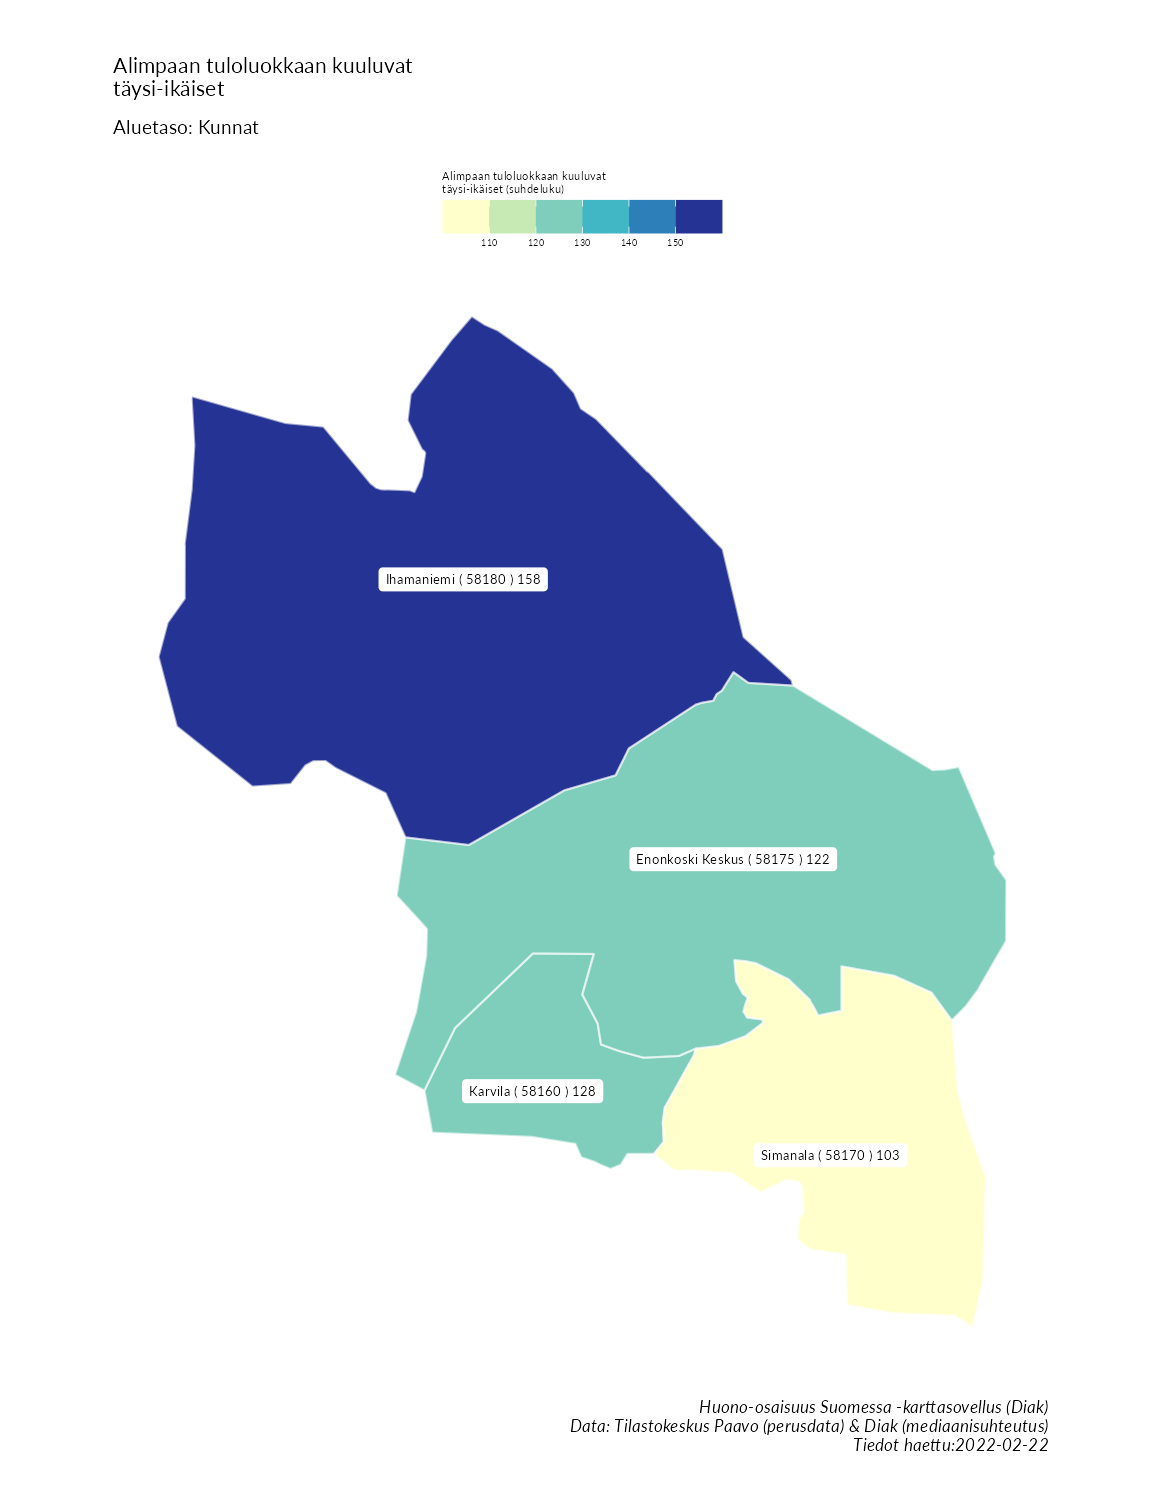 Alimpaan tuloluokkaan kuuluvat
täysi-ikäiset
Aluetaso: Kunnat
Alimpaan tuloluokkaan kuuluvat
täysi-ikäiset (suhdeluku)
110 120 130 140 150
Ihamaniemi ( 58180 ) 158
Enonkoski Keskus ( 58175 ) 122
Karvila ( 58160 ) 128
Simanala ( 58170 ) 103
Huono-osaisuus Suomessa -karttasovellus (Diak)
Data: Tilastokeskus Paavo (perusdata) & Diak (mediaanisuhteutus)
Tiedot haettu:2022-02-22